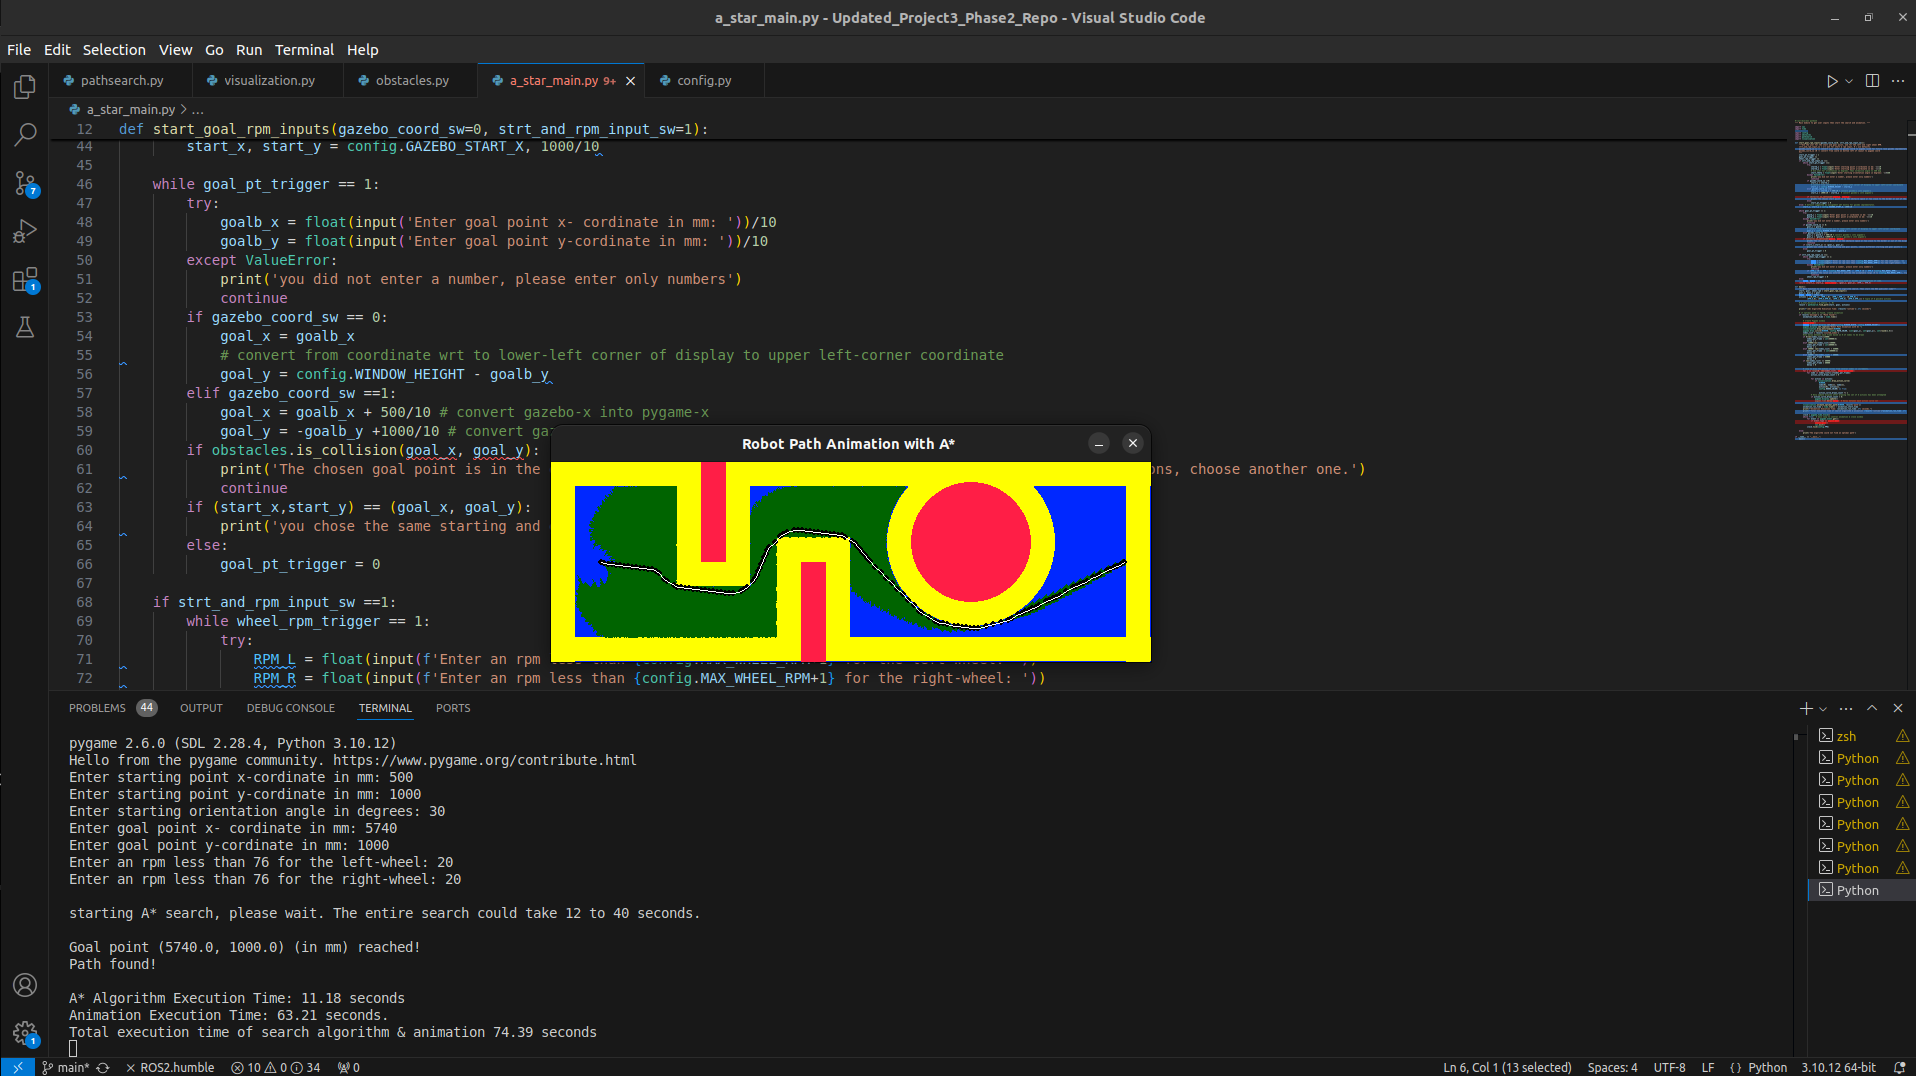 a_star_main.py - Updated_Project3_Phase2_Repo - Visual Studio Code
File Edit Selection View Go Run Terminal Help
pathsearch.py visualization.py obstacles.py a_star_main.py 9+ config.py
a_star_main.py > ...
12 def start_goal_rpm_inputs(gazebo_coord_sw=0, strt_and_rpm_input_sw=1):
44 start_x, start_y = config.GAZEBO_START_X, 1000/10
45
46 while goal_pt_trigger == 1:
47 try:
48 goalb_x = float(input('Enter goal point x- cordinate in mm: '))/10
49 goalb_y = float(input('Enter goal point y-cordinate in mm: '))/10
50 except ValueError:
51 print('you did not enter a number, please enter only numbers')
52 continue
53 if gazebo_coord_sw == 0:
54 goal_x = goalb_x
55 # convert from coordinate wrt to lower-left corner of display to upper left-corner coordinate
56 goal_y = config.WINDOW_HEIGHT - goalb_y
57 elif gazebo_coord_sw ==1:
58 goal_x = goalb_x + 500/10 # convert gazebo-x into pygame-x
59 goal_y = -goalb_y +1000/10 # convert
60 if obstacles.is_collision(goal_x, goal_y):
61 print('The chosen goal point is in the choose another one.')
62 continue
63 if (start_x,start_y) == (goal_x, goal_y):
64 print('you chose the same starting and
65 else:
66 goal_pt_trigger = 0
67
68 if strt_and_rpm_input_sw ==1:
69 while wheel_rpm_trigger == 1:
70 try:
71 RPM_L = float(input(f'Enter an rpm
72 RPM_R = float(input(f'Enter an rpm less than {config.MAX_WHEEL_RPM+1} for the right-wheel: '))
Robot Path Animation with A*
PROBLEMS 44 OUTPUT DEBUG CONSOLE TERMINAL PORTS
pygame 2.6.0 (SDL 2.28.4, Python 3.10.12)
Hello from the pygame community. https://www.pygame.org/contribute.html
Enter starting point x-cordinate in mm: 500
Enter starting point y-cordinate in mm: 1000
Enter starting orientation angle in degrees: 30
Enter goal point x- cordinate in mm: 5740
Enter goal point y-cordinate in mm: 1000
Enter an rpm less than 76 for the left-wheel: 20
Enter an rpm less than 76 for the right-wheel: 20
starting A* search, please wait. The entire search could take 12 to 40 seconds.
Goal point (5740.0, 1000.0) (in mm) reached!
Path found!
A* Algorithm Execution Time: 11.18 seconds
Animation Execution Time: 63.21 seconds.
Total execution time of search algorithm & animation 74.39 seconds
zsh
Python
Python
Python
Python
Python
Python
Python
7
1
1
main* ROS2.humble 10 0 34 0 Ln 6, Col 1 (13 selected) Spaces: 4 UTF-8 LF Python 3.10.12 64-bit